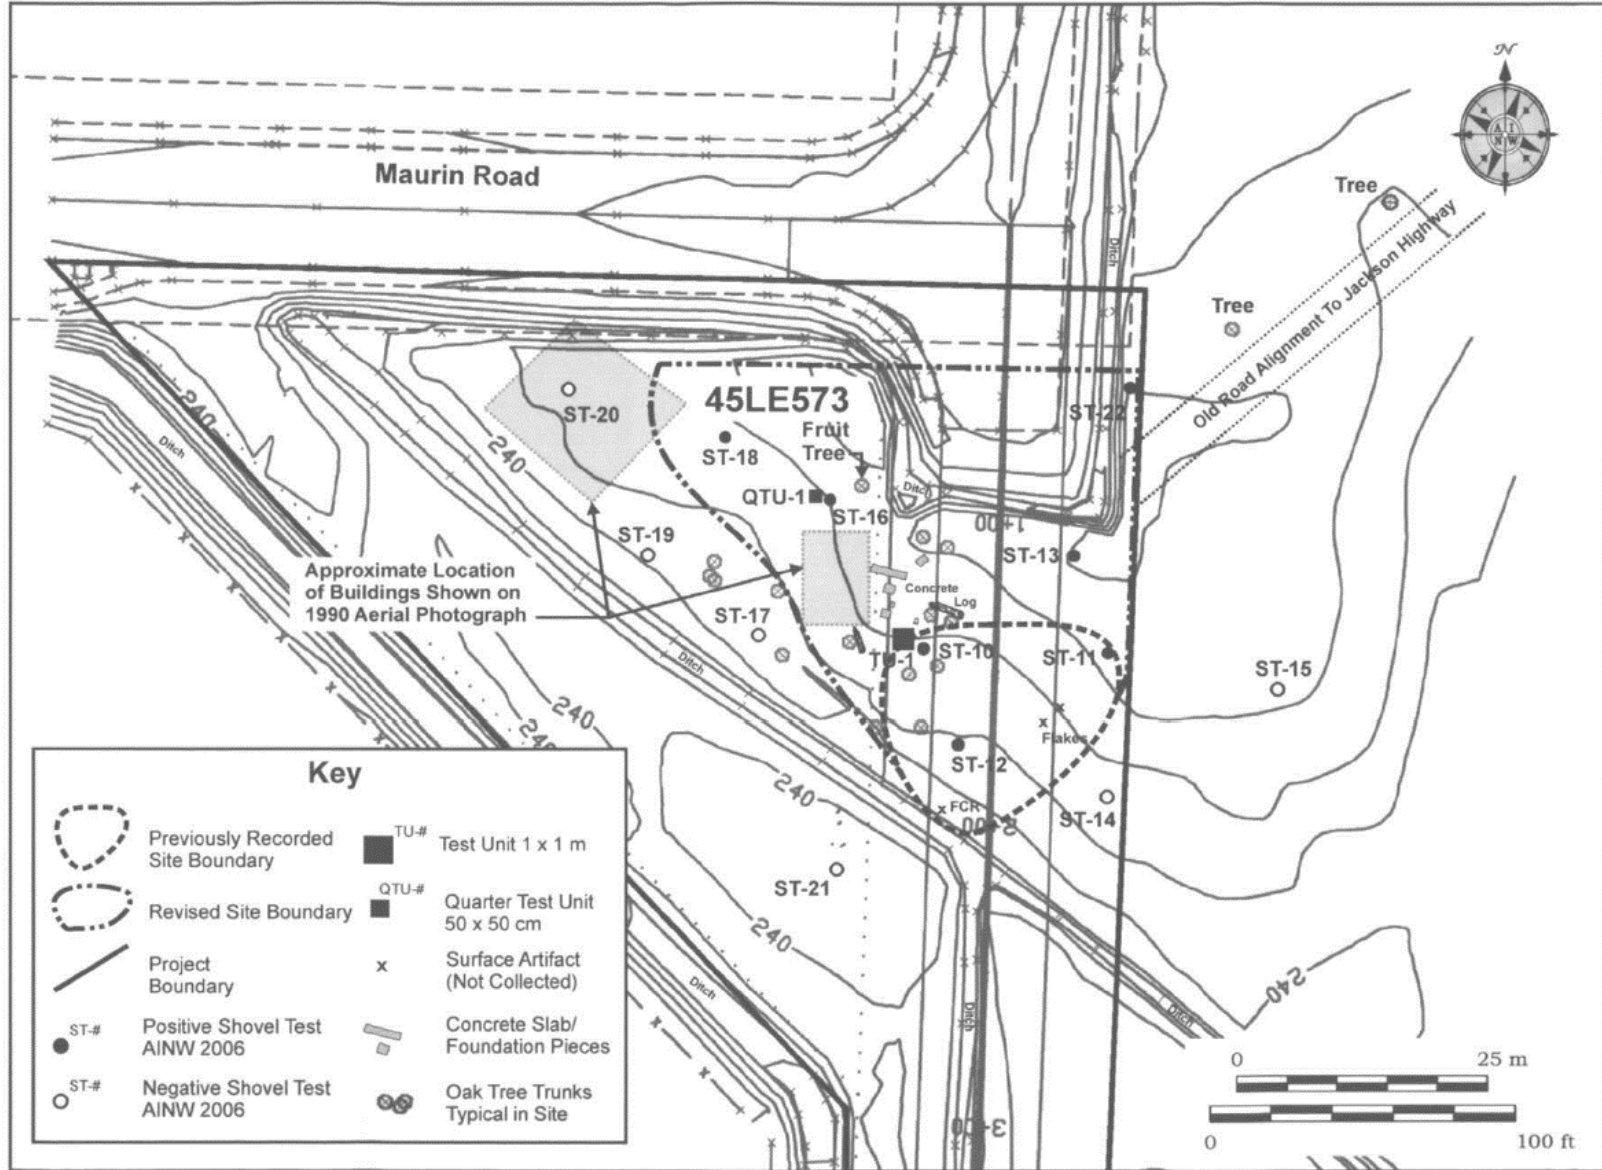 N
A I
N W
Maurin Road
Tree
Old Road Alignment To Jackson Highway
Ditch
Tree
45LE573
ST-22
ST-20
Fruit
Tree
ST-18
240
240
Ditch
QTU-1
Ditch
ST-16
1+00
ST-19
ST-13
Approximate Location
of Buildings Shown on
1990 Aerial Photograph
Concrete
Log
ST-17
TU-1
ST-10
ST-11
ST-15
Ditch
240
240
Flakes
ST-12
240
FCR
ST-14
ST-21
240
240
Ditch
Ditch
Ditch
3+00
Key
Previously Recorded
Site Boundary
Revised Site Boundary
Project
Boundary
ST-#
Positive Shovel Test
AINW 2006
ST-#
Negative Shovel Test
AINW 2006
TU-#
Test Unit 1 x 1 m
QTU-#
Quarter Test Unit
50 x 50 cm
x
Surface Artifact
(Not Collected)
Concrete Slab/
Foundation Pieces
Oak Tree Trunks
Typical in Site
0 25 m
0 100 ft